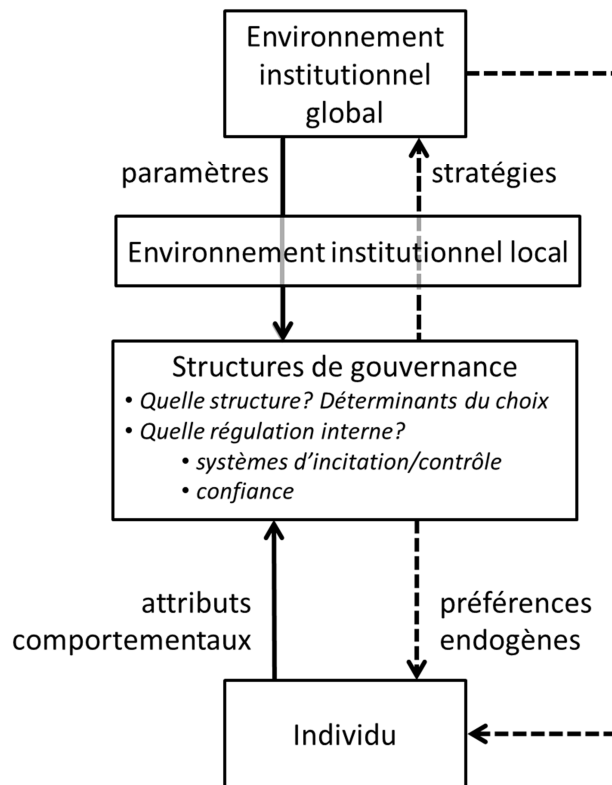 Environnement
institutionnel
global
paramètres
stratégies
Environnement institutionnel local
Structures de gouvernance
• Quelle structure? Déterminants du choix
• Quelle régulation interne?
• systèmes d'incitation/contrôle
• confiance
attributs
comportementaux
préférences
endogènes
Individu